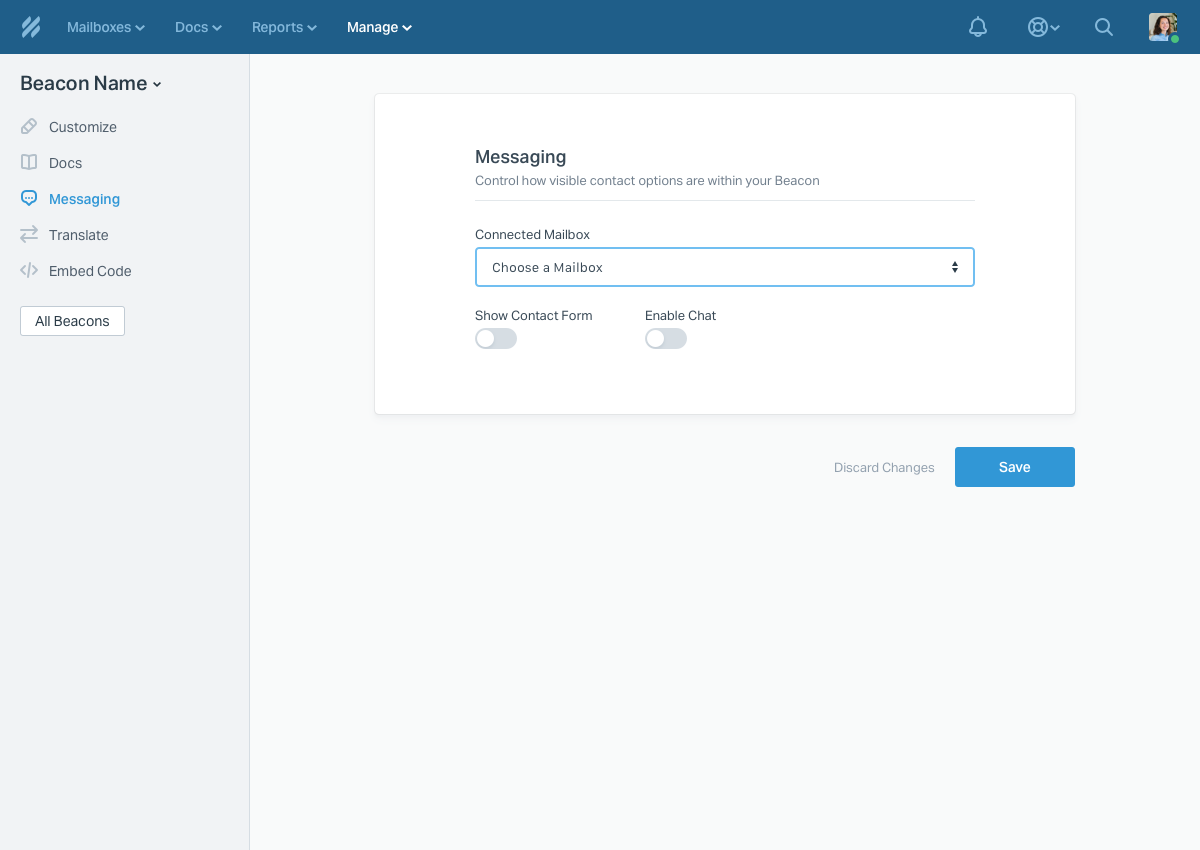 Mailboxes Docs Reports Manage
Beacon Name
Customize
Docs
Messaging
Translate
Embed Code
All Beacons
Messaging
Control how visible contact options are within your Beacon
Connected Mailbox
Choose a Mailbox
Show Contact Form Enable Chat
Discard Changes Save